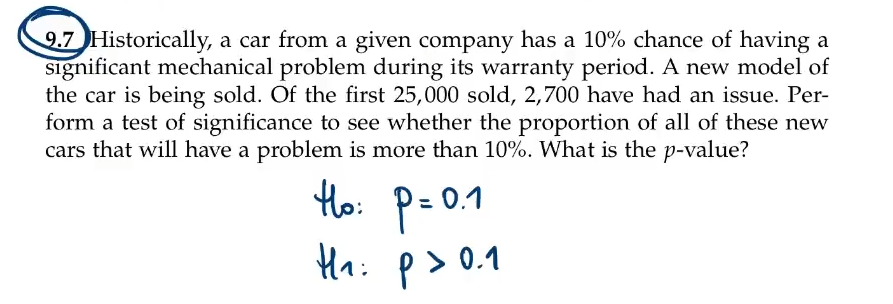 9.7 Historically, a car from a given company has a 10% chance of having a
significant mechanical problem during its warranty period. A new model of
the car is being sold. Of the first 25,000 sold, 2,700 have had an issue. Per-
form a test of significance to see whether the proportion of all of these new
cars that will have a problem is more than 10%. What is the p-value?
H0: p = 0.1
H1: p > 0.1